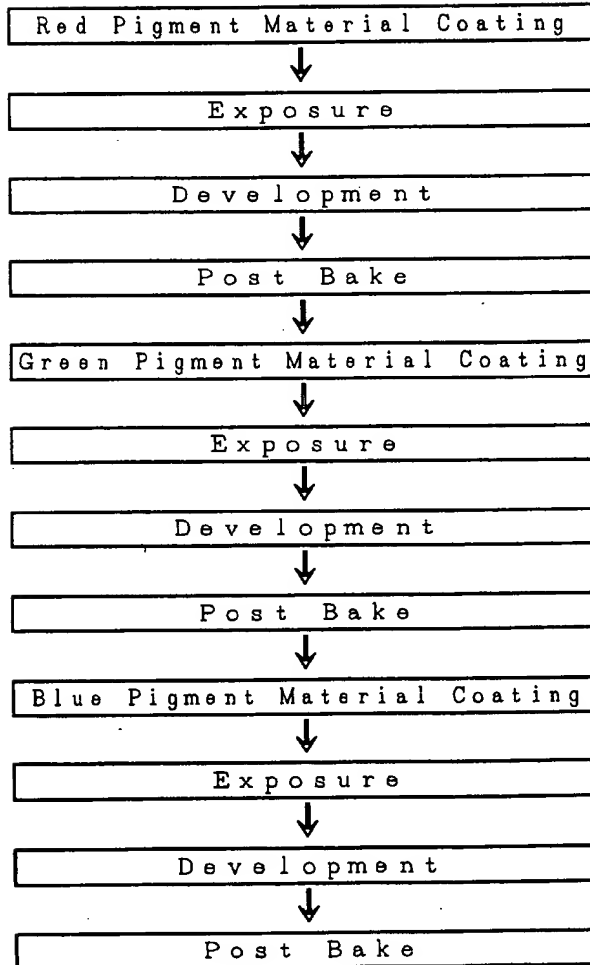 Red Pigment Material Coating
Exposure
Development
Post Bake
Green Pigment Material Coating
Exposure
Development
Post Bake
Blue Pigment Material Coating
Exposure
Development
Post Bake